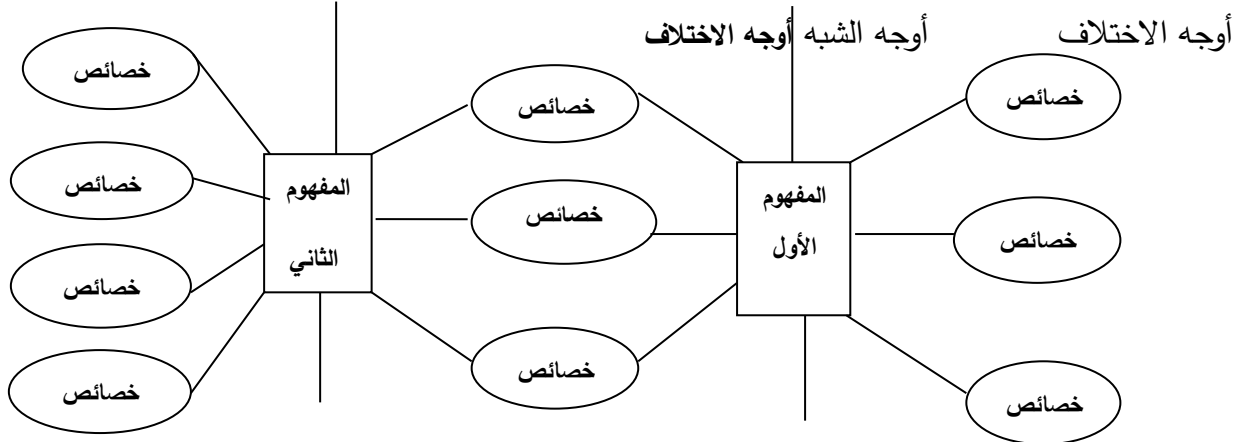 أوجه الاختلاف أوجه الشبه أوجه الاختلاف
خصائص
خصائص
خصائص
المفهوم
الأول
خصائص
خصائص
خصائص
المفهوم
الثاني
خصائص
خصائص
خصائص
خصائص